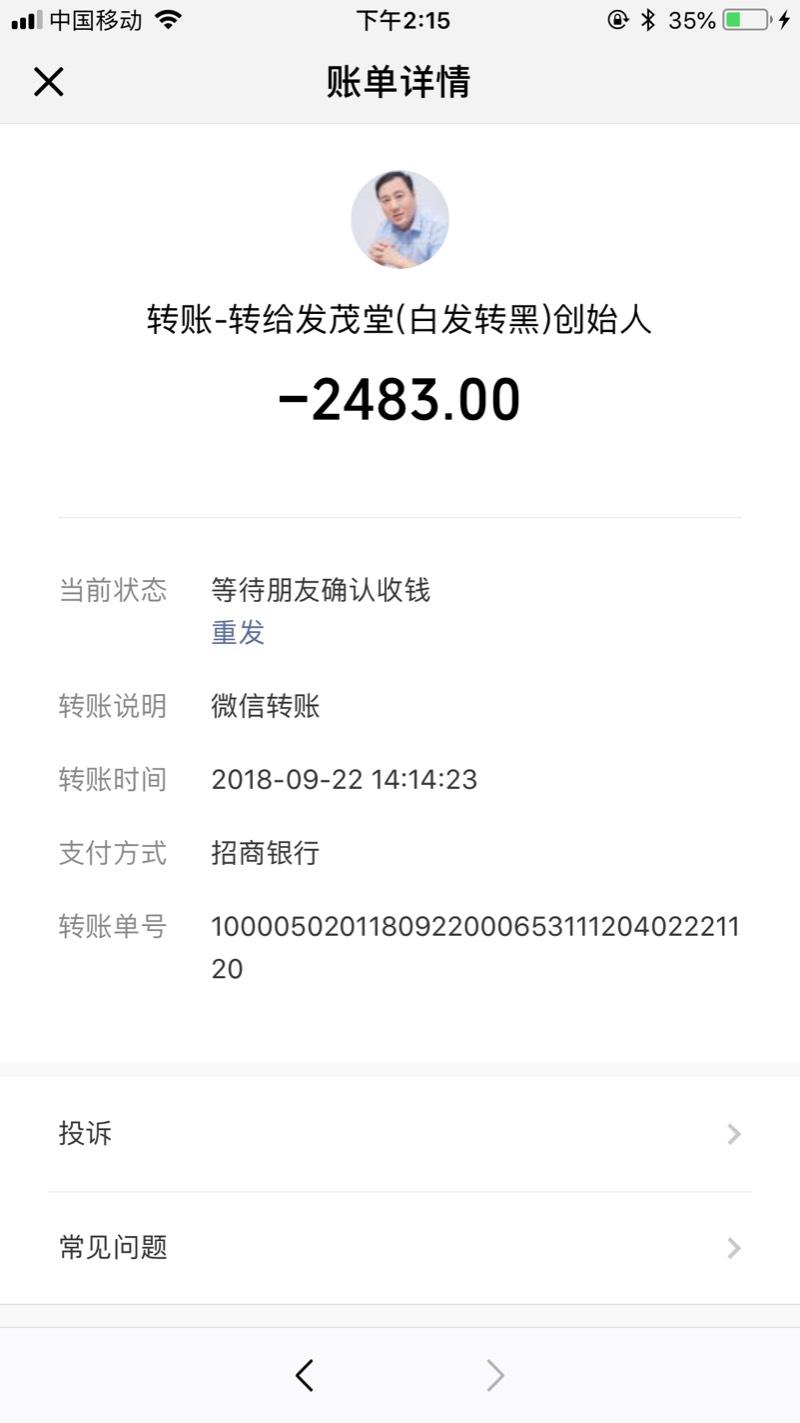 中国移动 下午2:15 35%
账单详情
转账-转给发茂堂(白发转黑)创始人
-2483.00
当前状态 等待朋友确认收钱
重发
转账说明 微信转账
转账时间 2018-09-22 14:14:23
支付方式 招商银行
转账单号 1000050201180922000653111204022211
20
投诉
常见问题